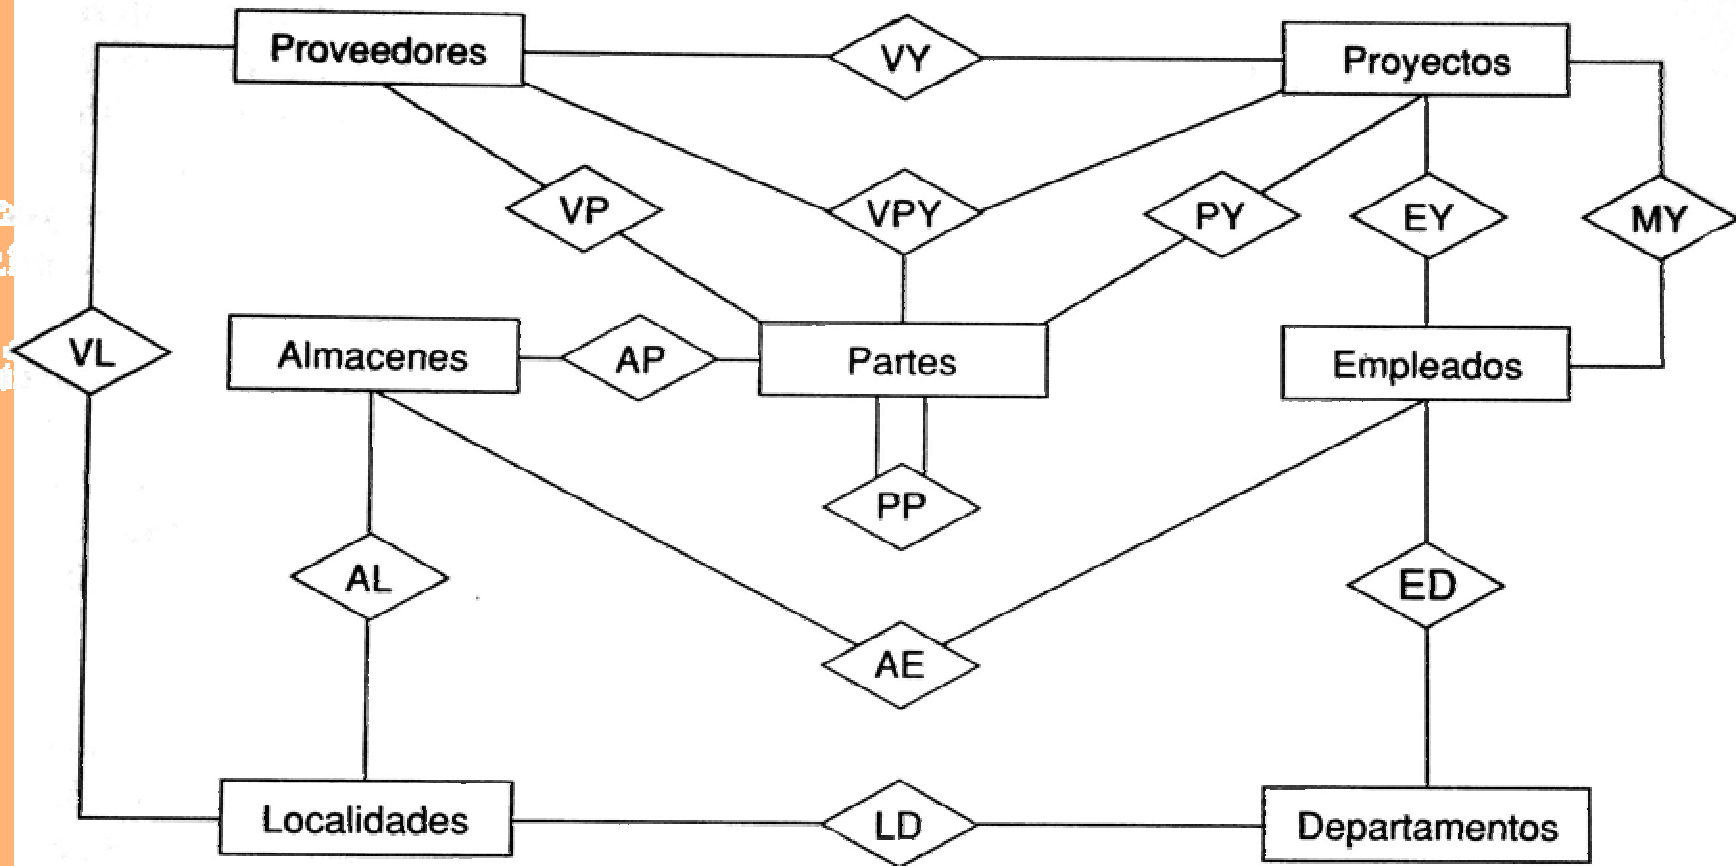 Proveedores
VY
Proyectos
VP
VPY
PY
EY
MY
VL
Almacenes
AP
Partes
Empleados
PP
AL
ED
AE
Localidades
LD
Departamentos